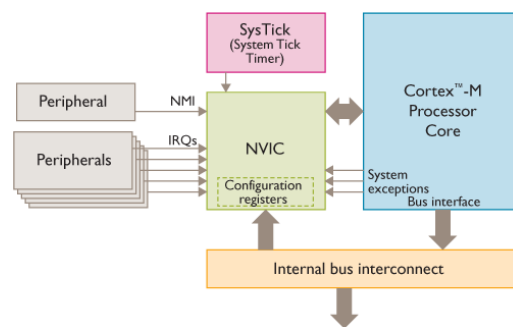 SysTick
(System Tick
Timer)
Cortex™-M
Processor
Core
Peripheral
NMI
Peripherals
IRQs
NVIC
System
exceptions
Configuration
registers
Bus interface
Internal bus interconnect